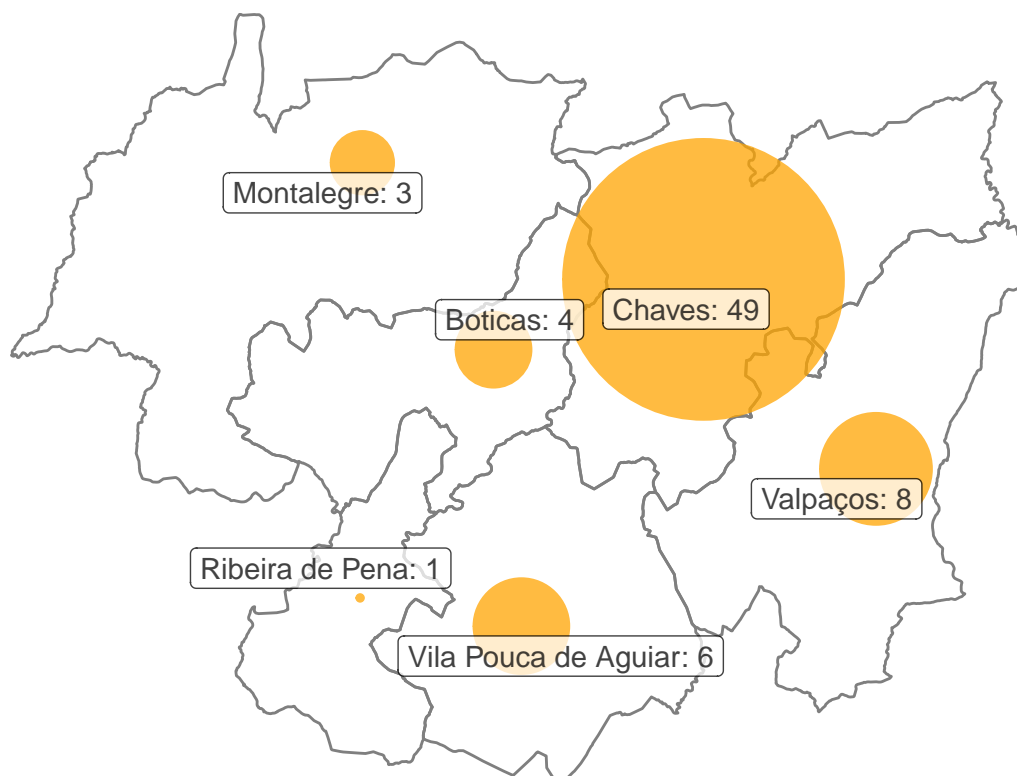 Montalegre: 3
Chaves: 49
Boticas: 4
Valpaços: 8
Ribeira de Pena: 1
Vila Pouca de Aguiar: 6